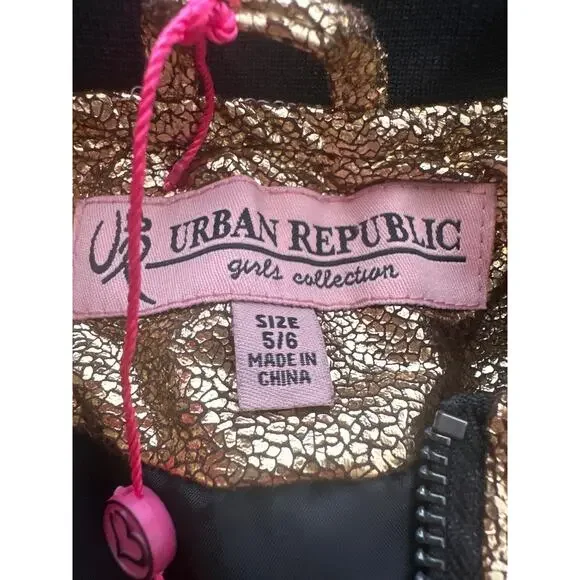 UR URBAN REPUBLIC
girls collection
SIZE
5/6
MADE IN
CHINA